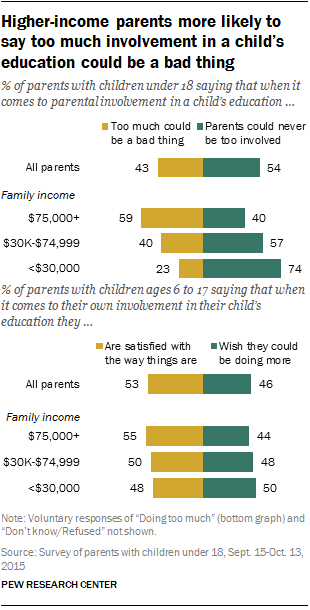 Higher-income parents more likely to
say too much involvement in a child's
education could be a bad thing
% of parents with children under 18 saying that when it
comes to parental involvement in a child's education ...
Too much could
be a bad thing
Parents could never
be too involved
All parents 43 54
Family income
$75,000+ 59 40
$30K-$74,999 40 57
<$30,000 23 74
% of parents with children ages 6 to 17 saying that when
it comes to their own involvement in their child's
education they ...
Are satisfied with
the way things are
Wish they could
be doing more
All parents 53 46
Family income
$75,000+ 55 44
$30K-$74,999 50 48
<$30,000 48 50
Note: Voluntary responses of "Doing too much" (bottom graph) and
"Don't know/Refused" not shown.
Source: Survey of parents with children under 18, Sept. 15-Oct. 13,
2015
PEW RESEARCH CENTER